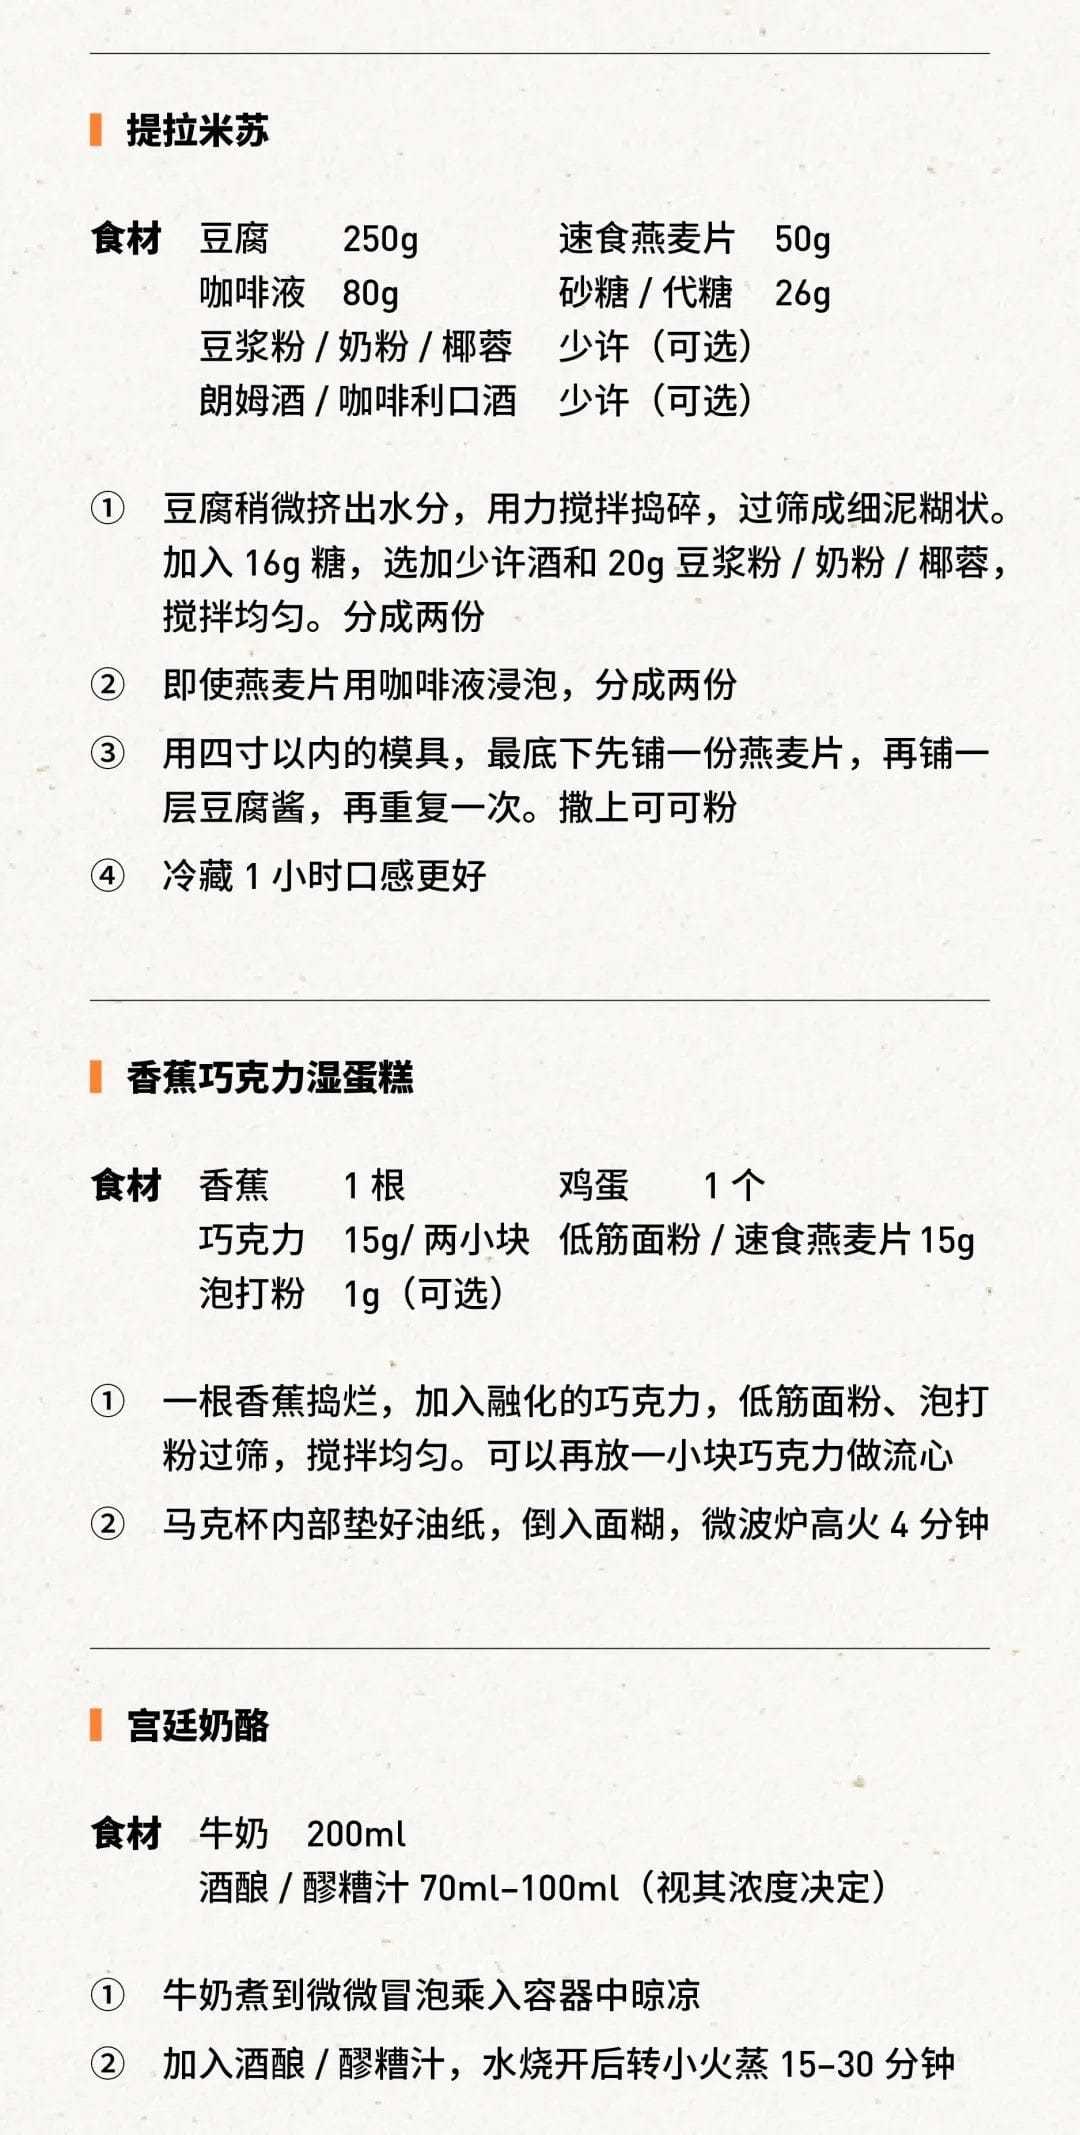 提拉米苏
食材 豆腐 250g 速食燕麦片 50g
咖啡液 80g 砂糖 / 代糖 26g
豆浆粉 / 奶粉 / 椰蓉 少许（可选）
朗姆酒 / 咖啡利口酒 少许（可选）
① 豆腐稍微挤出水分，用力搅拌捣碎，过筛成细泥糊状。
加入 16g 糖，选加少许酒和 20g 豆浆粉 / 奶粉 / 椰蓉，
搅拌均匀。分成两份
② 即使燕麦片用咖啡液浸泡，分成两份
③ 用四寸以内的模具，最底下先铺一份燕麦片，再铺一
层豆腐酱，再重复一次。撒上可可粉
④ 冷藏 1 小时口感更好
香蕉巧克力湿蛋糕
食材 香蕉 1 根 鸡蛋 1 个
巧克力 15g/ 两小块 低筋面粉 / 速食燕麦片 15g
泡打粉 1g（可选）
① 一根香蕉捣烂，加入融化的巧克力，低筋面粉、泡打
粉过筛，搅拌均匀。可以再放一小块巧克力做流心
② 马克杯内部垫好油纸，倒入面糊，微波炉高火 4 分钟
宫廷奶酪
食材 牛奶 200ml
酒酿 / 醪糟汁 70ml–100ml（视其浓度决定）
① 牛奶煮到微微冒泡乘入容器中晾凉
② 加入酒酿 / 醪糟汁，水烧开后转小火蒸 15–30 分钟